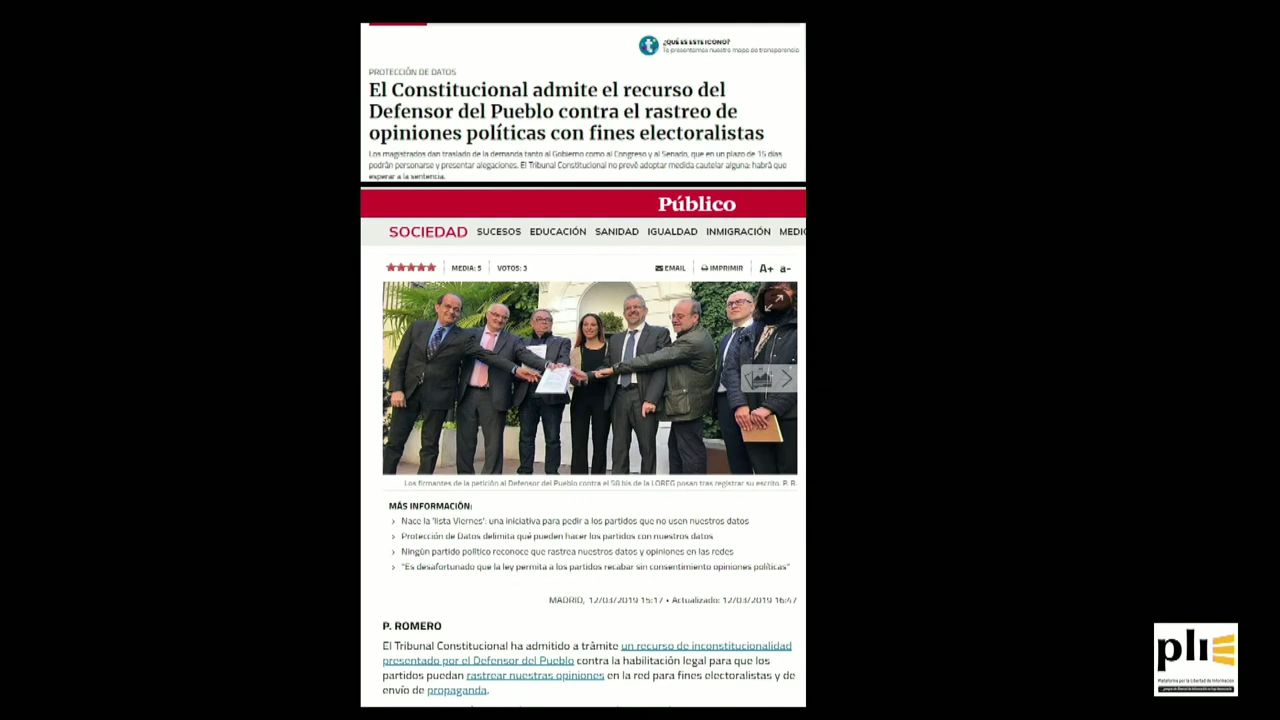 ¿QUÉ ES ESTE ICONO?
Te presentamos nuestro mapa de transparencia
PROTECCIÓN DE DATOS
El Constitucional admite el recurso del
Defensor del Pueblo contra el rastreo de
opiniones políticas con fines electoralistas
Los magistrados dan traslado de la demanda tanto al Gobierno como al Congreso y al Senado, que en un plazo de 15 días
podrán personarse y presentar alegaciones. El Tribunal Constitucional no prevé adoptar medida cautelar alguna: habrá que
esperar a la sentencia.
Público
SOCIEDAD SUCESOS EDUCACIÓN SANIDAD IGUALDAD INMIGRACIÓN MEDIO
MEDIA: 5 VOTOS: 3 EMAIL IMPRIMIR A+ a-
Los firmantes de la petición al Defensor del Pueblo contra el 58 bis de la LOREG posan tras registrar su escrito. P. R.
MÁS INFORMACIÓN:
Nace la 'lista Viernes': una iniciativa para pedir a los partidos que no usen nuestros datos
Protección de Datos delimita qué pueden hacer los partidos con nuestros datos
Ningún partido político reconoce que rastrea nuestros datos y opiniones en las redes
"Es desafortunado que la ley permita a los partidos recabar sin consentimiento opiniones políticas"
MADRID, 12/03/2019 15:17 • Actualizado: 12/03/2019 16:47
P. ROMERO
El Tribunal Constitucional ha admitido a trámite un recurso de inconstitucionalidad
presentado por el Defensor del Pueblo contra la habilitación legal para que los
partidos puedan rastrear nuestras opiniones en la red para fines electoralistas y de
envío de propaganda.
pli
Plataforma por la Libertad de Información